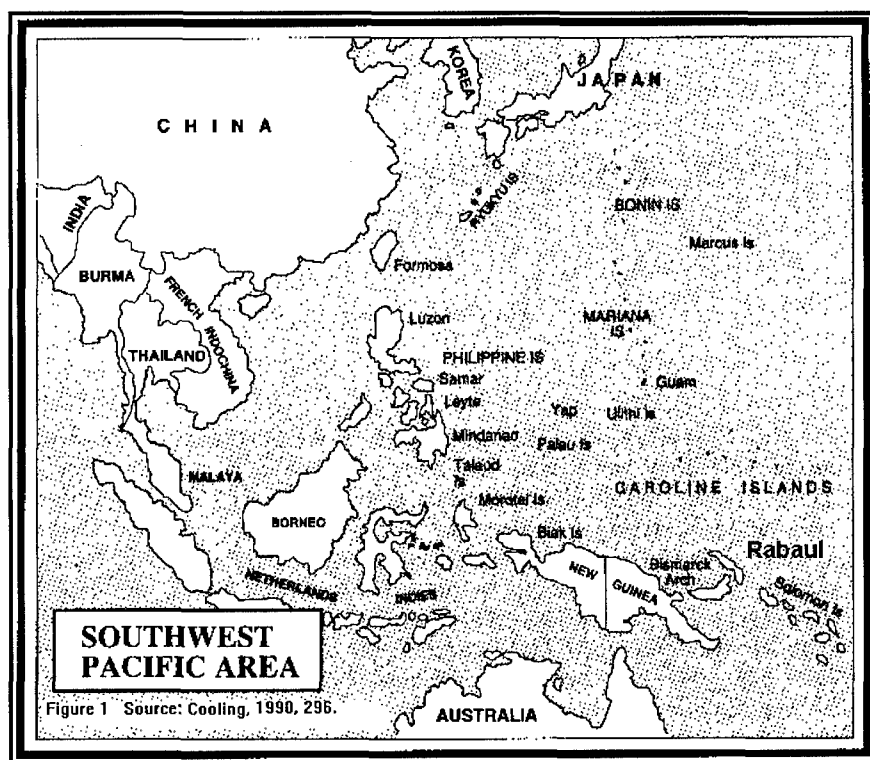 KOREA
JAPAN
CHINA
RYUKYU IS
BONIN IS
INDIA
Marcus Is
Formosa
BURMA
FRENCH INDOCHINA
Luzon
MARIANA
IS
THAILAND
PHILIPPINE IS
Samar
Guam
Leyte
Yap
Ulithi Is
Mindanao
Palau Is
MALAYA
Talaud
Is
CAROLINE ISLANDS
Morotai Is
BORNEO
Biak Is
Rabaul
Bismarck
Arch
NEW GUINEA
Solomon Is
NETHERLANDS INDIES
SOUTHWEST
PACIFIC AREA
Figure 1 Source: Cooling, 1990, 296.
AUSTRALIA